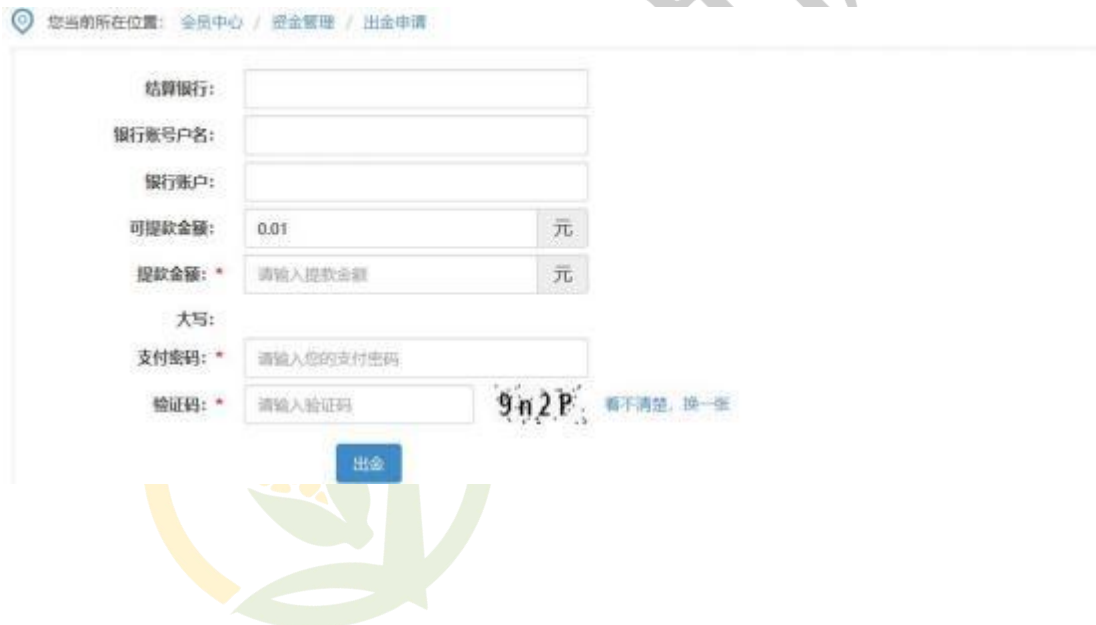 您当前所在位置: 会员中心 / 资金管理 / 出金申请
结算银行:
银行账号户名:
银行账户:
可提款金额: 0.01 元
提款金额: * 请输入提款金额 元
大写:
支付密码: * 请输入您的支付密码
验证码: * 请输入验证码 9n2P 看不清楚, 换一张
出金